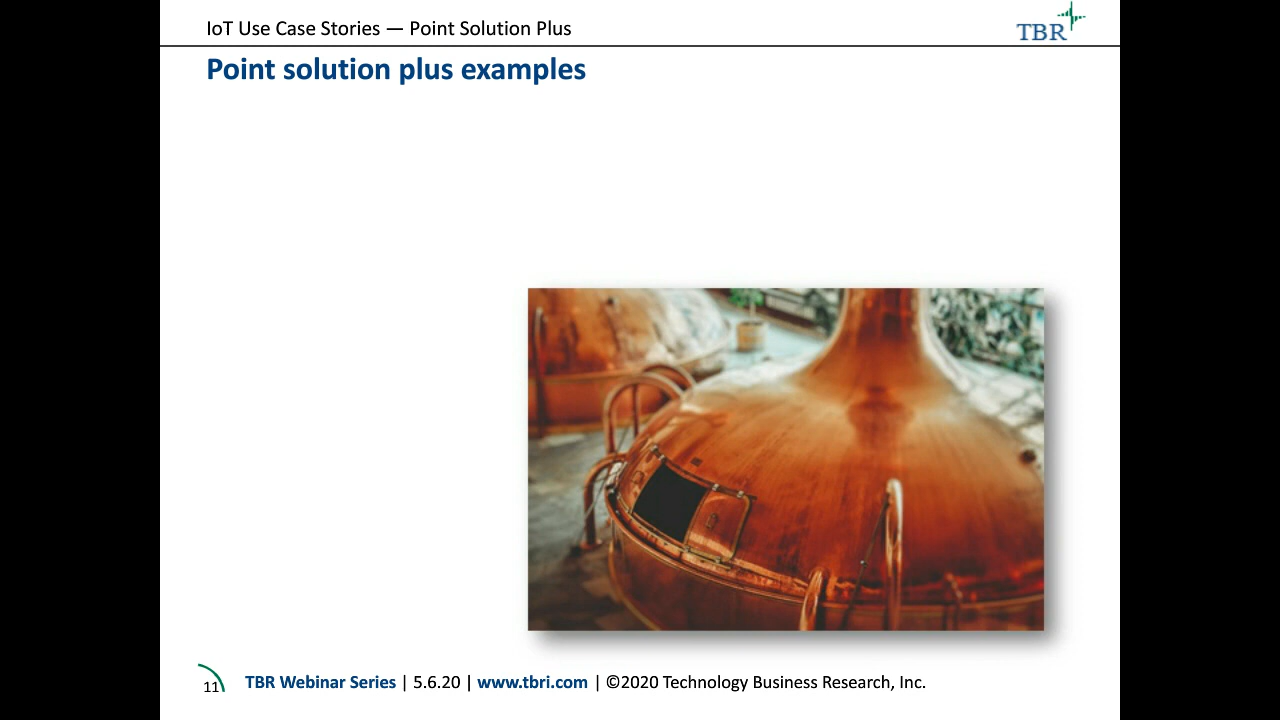 IoT Use Case Stories — Point Solution Plus
TBR
Point solution plus examples
11
TBR Webinar Series | 5.6.20 | www.tbri.com | ©2020 Technology Business Research, Inc.